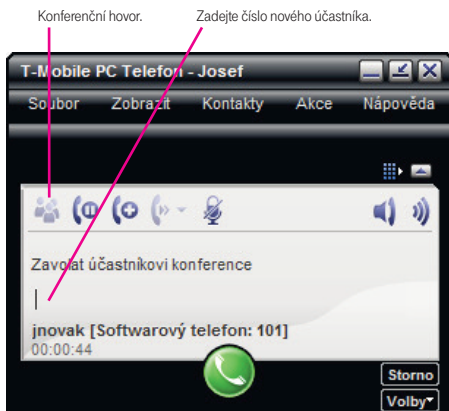 Konferenční hovor.
Zadejte číslo nového účastníka.
T-Mobile PC Telefon - Josef
Soubor Zobrazit Kontakty Akce Nápověda
Zavolat účastníkovi konference
jnovak [Softwarový telefon: 101]
00:00:44
Storno
Volby